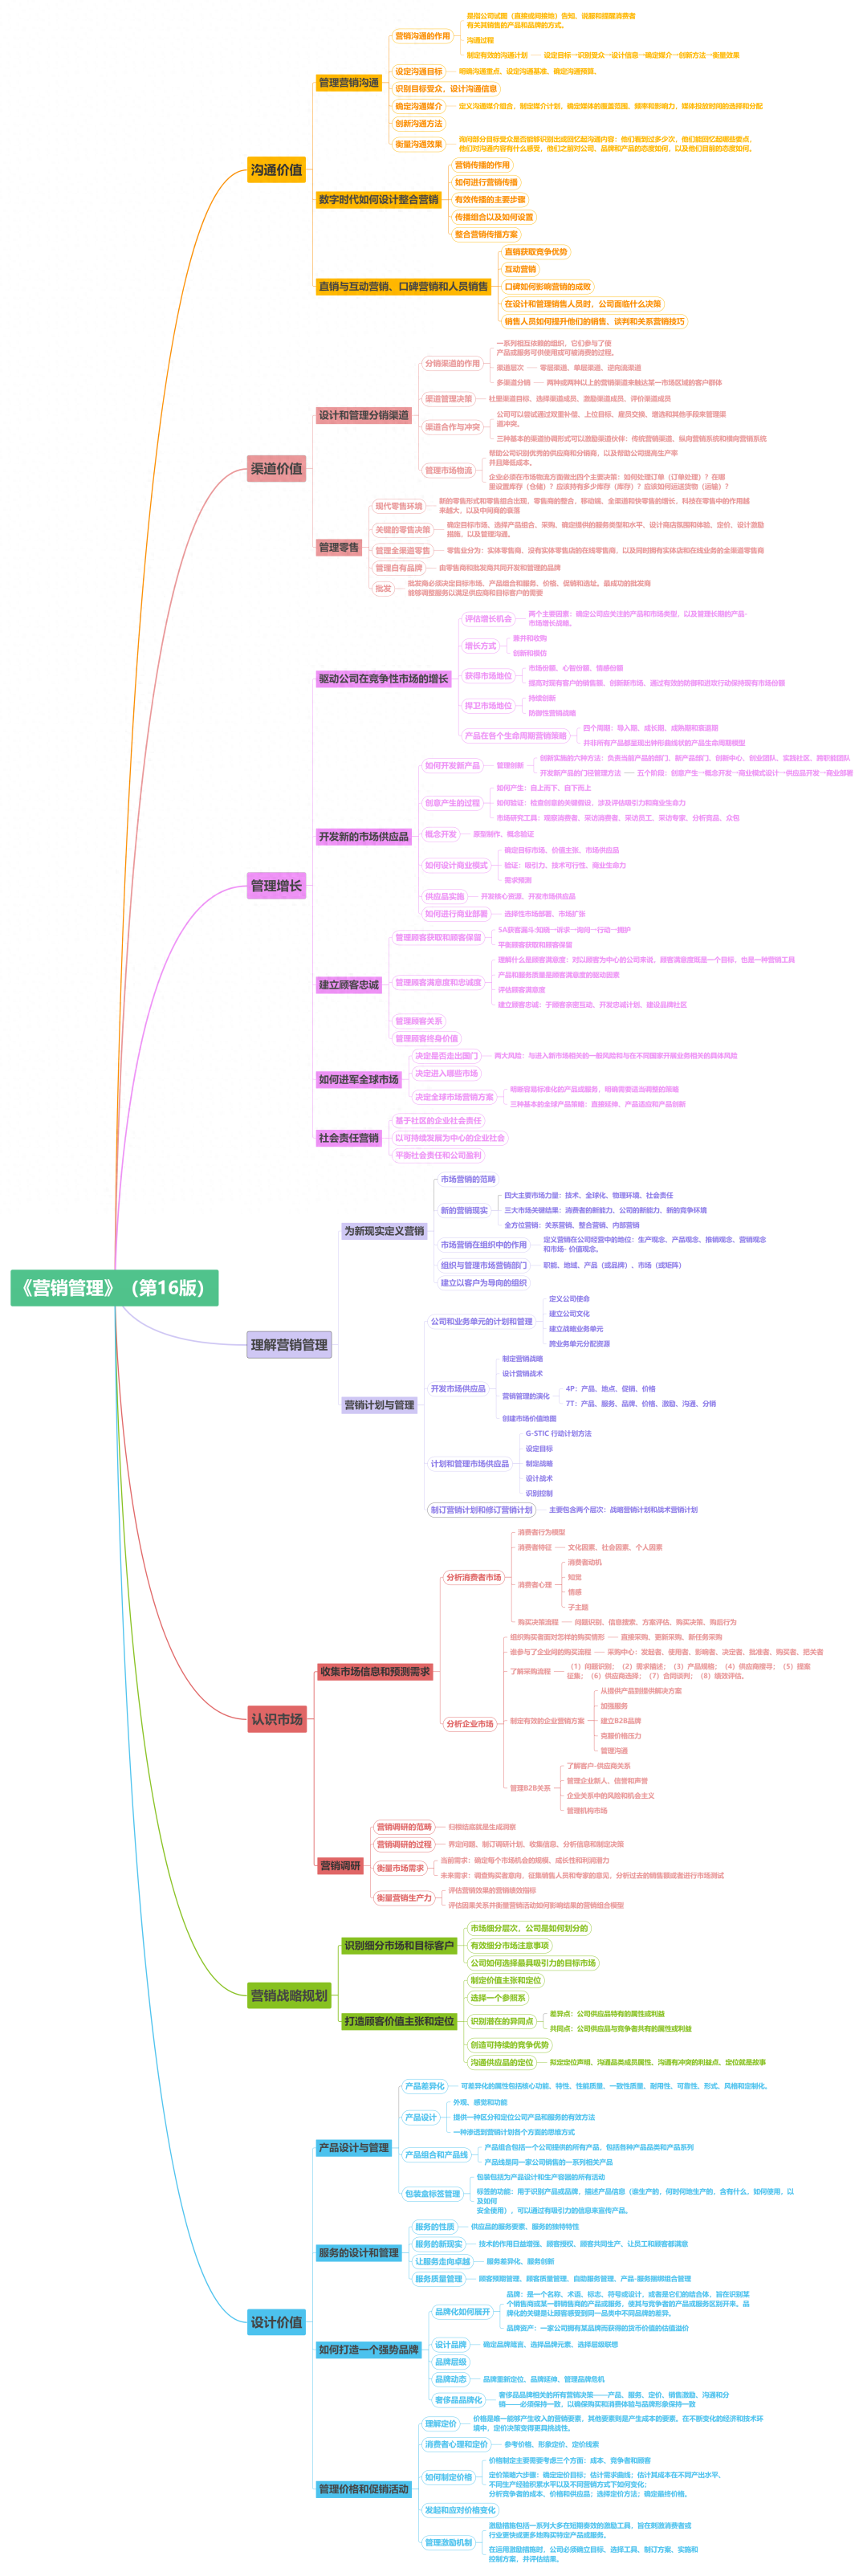 《营销管理》（第16版）
沟通价值
管理营销沟通
营销沟通的作用
是指公司试图（直接或间接地）告知、说服和提醒消费者
有关其销售的产品和品牌的方式。
沟通过程
制定有效的沟通计划
设定目标→识别受众→设计信息→确定媒介→创新方法→衡量效果
设定沟通目标
明确沟通重点、设定沟通基准、确定沟通预算、
识别目标受众，设计沟通信息
确定沟通媒介
定义沟通媒介组合、制定媒介计划、确定媒体的覆盖范围、频率和影响力，媒体投放时间的选择和分配
创新沟通方法
衡量沟通效果
询问部分目标受众是否能够识别出或回忆起沟通内容：他们看到过多少次，他们能回忆起哪些要点，
他们对沟通内容有什么感受，他们之前对公司、品牌和产品的态度如何，以及他们目前的态度如何。
数字时代如何设计整合营销
营销传播的作用
如何进行营销传播
有效传播的主要步骤
传播组合以及如何设置
整合营销传播方案
直销与互动营销、口碑营销和人员销售
直销获取竞争优势
互动营销
口碑如何影响营销的成败
在设计和管理销售人员时，公司面临什么决策
销售人员如何提升他们的销售、谈判和关系营销技巧
渠道价值
设计和管理分销渠道
分销渠道的作用
一系列相互依赖的组织，它们参与了使
产品或服务可供使用或可被消费的过程。
渠道层次
零层渠道、单层渠道、逆向流渠道
多渠道分销
两种或两种以上的营销渠道来触达某一市场区域的客户群体
渠道管理决策
社里渠道目标、选择渠道成员、激励渠道成员、评价渠道成员
渠道合作与冲突
公司可以尝试通过双重补偿、上位目标、雇员交换、增选和其他手段来管理渠
道冲突。
三种基本的渠道协调形式可以激励渠道伙伴：传统营销渠道、纵向营销系统和横向营销系统
管理市场物流
帮助公司识别优秀的供应商和分销商，以及帮助公司提高生产率
并且降低成本。
企业必须在市场物流方面做出四个主要决策：如何处理订单（订单处理）？在哪
里设置库存（仓储）？应该持有多少库存（库存）？应该如何运送货物（运输）？
管理零售
现代零售环境
新的零售形式和零售组合出现、零售商的整合、移动端、全渠道和快零售的增长、科技在零售中的作用越
来越大、以及中间商的衰落
关键的零售决策
确定目标市场、选择产品组合、采购、确定提供的服务类型和水平、设计商店氛围和体验、定价、设计激励
措施、以及管理沟通。
管理全渠道零售
零售业分为：实体零售商、没有实体零售店的在线零售商、以及同时拥有实体店和在线业务的全渠道零售商
管理自有品牌
由零售商和批发商共同开发和管理的品牌
批发
批发商必须决定目标市场、产品组合和服务、价格、促销和选址。最成功的批发商
能够调整服务以满足供应商和目标客户的需要
管理增长
驱动公司在竞争性市场的增长
评估增长机会
两个主要因素：确定公司应关注的产品和市场类型、以及管理长期的产品-
市场增长战略。
增长方式
兼并和收购
创新和模仿
获得市场地位
市场份额、心智份额、情感份额
提高对现有客户的销售额、创新新市场、通过有效的防御和进攻行动保持现有市场份额
捍卫市场地位
持续创新
防御性营销战略
产品在各个生命周期营销策略
四个周期：导入期、成长期、成熟期和衰退期
并非所有产品都呈现出钟形曲线状的产品生命周期模型
开发新的市场供应品
如何开发新产品
管理创新
创新实施的六种方法：负责当前产品的部门、新产品部门、创新中心、创业团队、实践社区、跨职能团队
开发新产品的门径管理方法
五个阶段：创意产生→概念开发→商业模式设计→供应品开发→商业部署
创意产生的过程
如何产生：自上而下、自下而上
如何验证：检查创意的关键假设、涉及评估吸引力和商业生命力
市场研究工具：观察消费者、采访消费者、采访员工、采访专家、分析竞品、众包
概念开发
原型制作、概念验证
如何设计商业模式
确定目标市场、价值主张、市场供应品
验证：吸引力、技术可行性、商业生命力
需求预测
供应品实施
开发核心资源、开发市场供应品
如何进行商业部署
选择性市场部署、市场扩张
建立顾客忠诚
管理顾客获取和顾客保留
5A获客漏斗:知晓→诉求→询问→行动→拥护
平衡顾客获取和顾客保留
管理顾客满意度和忠诚度
理解什么是顾客满意度：对以顾客为中心的公司来说，顾客满意度既是一个目标，也是一种营销工具
产品和服务质量是顾客满意度的驱动因素
评估顾客满意度
建立顾客忠诚：于顾客亲密互动、开发忠诚计划、建设品牌社区
管理顾客关系
管理顾客终身价值
如何进军全球市场
决定是否走出国门
两大风险：与进入新市场相关的一般风险和与在不同国家开展业务相关的具体风险
决定进入哪些市场
决定全球市场营销方案
明晰容易标准化的产品或服务，明确需要适当调整的策略
三种基本的全球产品策略：直接延伸、产品适应和产品创新
社会责任营销
基于社区的企业社会责任
以可持续发展为中心的企业社会
平衡社会责任和公司盈利
理解营销管理
为新现实定义营销
市场营销的范畴
新的营销现实
四大主要市场力量：技术、全球化、物理环境、社会责任
三大市场关键结果：消费者的新能力、公司的新能力、新的竞争环境
全方位营销：关系营销、整合营销、内部营销
市场营销在组织中的作用
定义营销在公司经营中的地位：生产观念、产品观念、推销观念、营销观念
和市场- 价值观念。
组织与管理市场营销部门
职能、地域、产品（或品牌）、市场（或矩阵）
建立以客户为导向的组织
营销计划与管理
公司和业务单元的计划和管理
定义公司使命
建立公司文化
建立战略业务单元
跨业务单元分配资源
开发市场供应品
制定营销战略
设计营销战术
营销管理的演化
4P：产品、地点、促销、价格
7T：产品、服务、品牌、价格、激励、沟通、分销
创建市场价值地图
计划和管理市场供应品
G-STIC 行动计划方法
设定目标
制定战略
设计战术
识别控制
制订营销计划和修订营销计划
主要包含两个层次：战略营销计划和战术营销计划
认识市场
收集市场信息和预测需求
分析消费者市场
消费者行为模型
消费者特征
文化因素、社会因素、个人因素
消费者心理
消费者动机
知觉
情感
子主题
购买决策流程
问题识别、信息搜索、方案评估、购买决策、购后行为
分析企业市场
组织购买者面对怎样的购买情形
直接采购、更新采购、新任务采购
谁参与了企业间的购买流程
采购中心：发起者、使用者、影响者、决定者、批准者、购买者、把关者
了解采购流程
（1）问题识别；（2）需求描述；（3）产品规格；（4）供应商搜寻；（5）提案
征集；（6）供应商选择；（7）合同谈判；（8）绩效评估。
制定有效的企业营销方案
从提供产品到提供解决方案
加强服务
建立B2B品牌
克服价格压力
管理沟通
管理B2B关系
了解客户-供应商关系
管理企业新人、信誉和声誉
企业关系中的风险和机会主义
管理机构市场
营销调研
营销调研的范畴
归根结底就是生成洞察
营销调研的过程
界定问题、制订调研计划、收集信息、分析信息和制定决策
衡量市场需求
当前需求：确定每个市场机会的规模、成长性和利润潜力
未来需求：调查购买者意向、征集销售人员和专家的意见、分析过去的销售额或者进行市场测试
衡量营销生产力
评估营销效果的营销绩效指标
评估因果关系并衡量营销活动如何影响结果的营销组合模型
营销战略规划
识别细分市场和目标客户
市场细分层次，公司是如何划分的
有效细分市场注意事项
公司如何选择最具吸引力的目标市场
打造顾客价值主张和定位
制定价值主张和定位
选择一个参照系
识别潜在的异同点
差异点：公司供应品特有的属性或利益
共同点：公司供应品与竞争者共有的属性或利益
创造可持续的竞争优势
沟通供应品的定位
拟定定位声明、沟通品类成员属性、沟通有冲突的利益点、定位就是故事
设计价值
产品设计与管理
产品差异化
可差异化的属性包括核心功能、特性、性能质量、一致性质量、耐用性、可靠性、形式、风格和定制化。
产品设计
外观、感觉和功能
提供一种区分和定位公司产品和服务的有效方法
一种渗透到营销计划各个方面的思维方式
产品组合和产品线
产品组合包括一个公司提供的所有产品，包括各种产品品类和产品系列
产品线是同一家公司销售的一系列相关产品
包装盒标签管理
包装包括为产品设计和生产容器的所有活动
标签的功能：用于识别产品或品牌、描述产品信息（谁生产的、何时何地生产的，含有什么，如何使用、以
及如何
安全使用），可以通过有吸引力的信息来宣传产品。
服务的设计和管理
服务的性质
供应品的服务要素、服务的独特特性
服务的新现实
技术的作用日益增强、顾客授权、顾客共同生产、让员工和顾客都满意
让服务走向卓越
服务差异化、服务创新
服务质量管理
顾客预期管理、顾客质量管理、自助服务管理、产品-服务捆绑组合管理
如何打造一个强势品牌
品牌化如何展开
品牌：是一个名称、术语、标志、符号或设计，或者是它们的结合体，旨在识别某
个销售商或某一群销售商的产品或服务，使其与竞争者的产品或服务区别开来。品
牌化的关键是让顾客感受到同一品类中不同品牌的差异。
品牌资产：一家公司拥有某品牌而获得的货币价值的估值溢价
设计品牌
确定品牌箴言、选择品牌元素、选择层级联想
品牌层级
品牌动态
品牌重新定位、品牌延伸、管理品牌危机
奢侈品品牌化
奢侈品品牌相关的所有营销决策——产品、服务、定价、销售激励、沟通和分
销——必须保持一致，以确保购买和消费体验与品牌形象保持一致
管理价格和促销活动
理解定价
价格是唯一能够产生收入的营销要素，其他要素则是产生成本的要素。在不断变化的经济和技术环
境中，定价决策变得更具挑战性。
消费者心理和定价
参考价格、形象定价、定价线索
如何制定价格
价格制定主要需要考虑三个方面：成本、竞争者和顾客
定价策略六步骤：确定定价目标；估计需求曲线；估计其成本在不同产出水平、
不同生产经验积累水平以及不同营销方式下如何变化；
分析竞争者的成本、价格和供应品；选择定价方法；确定最终价格。
发起和应对价格变化
管理激励机制
激励措施包括一系列大多在短期奏效的激励工具，旨在刺激消费者或
行业更快或更多地购买特定产品或服务。
在运用激励措施时，公司必须确立目标、选择工具、制订方案、实施和
控制方案，并评估结果。